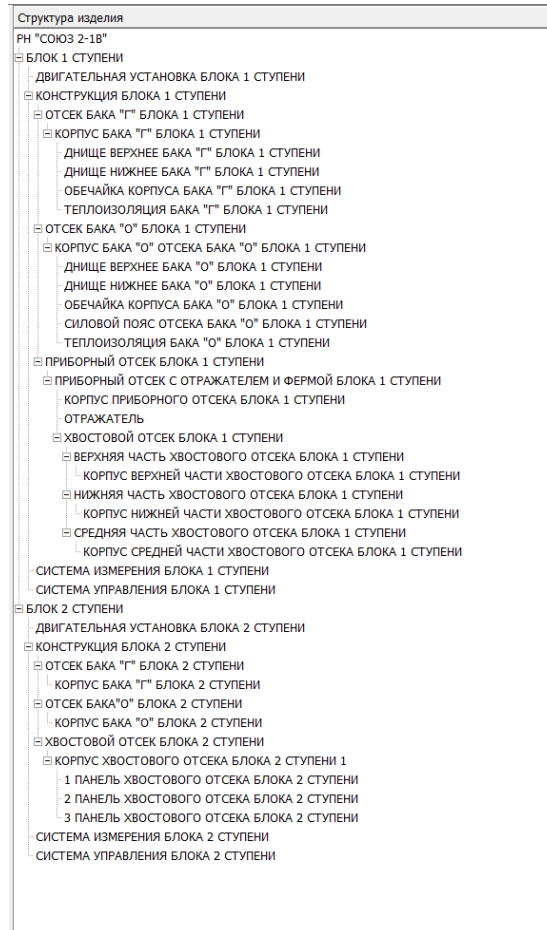 Структура изделия
РН "СОЮЗ 2-1В"
БЛОК 1 СТУПЕНИ
ДВИГАТЕЛЬНАЯ УСТАНОВКА БЛОКА 1 СТУПЕНИ
КОНСТРУКЦИЯ БЛОКА 1 СТУПЕНИ
ОТСЕК БАКА "Г" БЛОКА 1 СТУПЕНИ
КОРПУС БАКА "Г" БЛОКА 1 СТУПЕНИ
ДНИЩЕ ВЕРХНЕЕ БАКА "Г" БЛОКА 1 СТУПЕНИ
ДНИЩЕ НИЖНЕЕ БАКА "Г" БЛОКА 1 СТУПЕНИ
ОБЕЧАЙКА КОРПУСА БАКА "Г" БЛОКА 1 СТУПЕНИ
ТЕПЛОИЗОЛЯЦИЯ БАКА "Г" БЛОКА 1 СТУПЕНИ
ОТСЕК БАКА "О" БЛОКА 1 СТУПЕНИ
КОРПУС БАКА "О" ОТСЕКА БАКА "О" БЛОКА 1 СТУПЕНИ
ДНИЩЕ ВЕРХНЕЕ БАКА "О" БЛОКА 1 СТУПЕНИ
ДНИЩЕ НИЖНЕЕ БАКА "О" БЛОКА 1 СТУПЕНИ
ОБЕЧАЙКА КОРПУСА БАКА "О" БЛОКА 1 СТУПЕНИ
СИЛОВОЙ ПОЯС ОТСЕКА БАКА "О" БЛОКА 1 СТУПЕНИ
ТЕПЛОИЗОЛЯЦИЯ БАКА "О" БЛОКА 1 СТУПЕНИ
ПРИБОРНЫЙ ОТСЕК БЛОКА 1 СТУПЕНИ
ПРИБОРНЫЙ ОТСЕК С ОТРАЖАТЕЛЕМ И ФЕРМОЙ БЛОКА 1 СТУПЕНИ
КОРПУС ПРИБОРНОГО ОТСЕКА БЛОКА 1 СТУПЕНИ
ОТРАЖАТЕЛЬ
ХВОСТОВОЙ ОТСЕК БЛОКА 1 СТУПЕНИ
ВЕРХНЯЯ ЧАСТЬ ХВОСТОВОГО ОТСЕКА БЛОКА 1 СТУПЕНИ
КОРПУС ВЕРХНЕЙ ЧАСТИ ХВОСТОВОГО ОТСЕКА БЛОКА 1 СТУПЕНИ
НИЖНЯЯ ЧАСТЬ ХВОСТОВОГО ОТСЕКА БЛОКА 1 СТУПЕНИ
КОРПУС НИЖНЕЙ ЧАСТИ ХВОСТОВОГО ОТСЕКА БЛОКА 1 СТУПЕНИ
СРЕДНЯЯ ЧАСТЬ ХВОСТОВОГО ОТСЕКА БЛОКА 1 СТУПЕНИ
КОРПУС СРЕДНЕЙ ЧАСТИ ХВОСТОВОГО ОТСЕКА БЛОКА 1 СТУПЕНИ
СИСТЕМА ИЗМЕРЕНИЯ БЛОКА 1 СТУПЕНИ
СИСТЕМА УПРАВЛЕНИЯ БЛОКА 1 СТУПЕНИ
БЛОК 2 СТУПЕНИ
ДВИГАТЕЛЬНАЯ УСТАНОВКА БЛОКА 2 СТУПЕНИ
КОНСТРУКЦИЯ БЛОКА 2 СТУПЕНИ
ОТСЕК БАКА "Г" БЛОКА 2 СТУПЕНИ
КОРПУС БАКА "Г" БЛОКА 2 СТУПЕНИ
ОТСЕК БАКА"О" БЛОКА 2 СТУПЕНИ
КОРПУС БАКА "О" БЛОКА 2 СТУПЕНИ
ХВОСТОВОЙ ОТСЕК БЛОКА 2 СТУПЕНИ
КОРПУС ХВОСТОВОГО ОТСЕКА БЛОКА 2 СТУПЕНИ 1
1 ПАНЕЛЬ ХВОСТОВОГО ОТСЕКА БЛОКА 2 СТУПЕНИ
2 ПАНЕЛЬ ХВОСТОВОГО ОТСЕКА БЛОКА 2 СТУПЕНИ
3 ПАНЕЛЬ ХВОСТОВОГО ОТСЕКА БЛОКА 2 СТУПЕНИ
СИСТЕМА ИЗМЕРЕНИЯ БЛОКА 2 СТУПЕНИ
СИСТЕМА УПРАВЛЕНИЯ БЛОКА 2 СТУПЕНИ